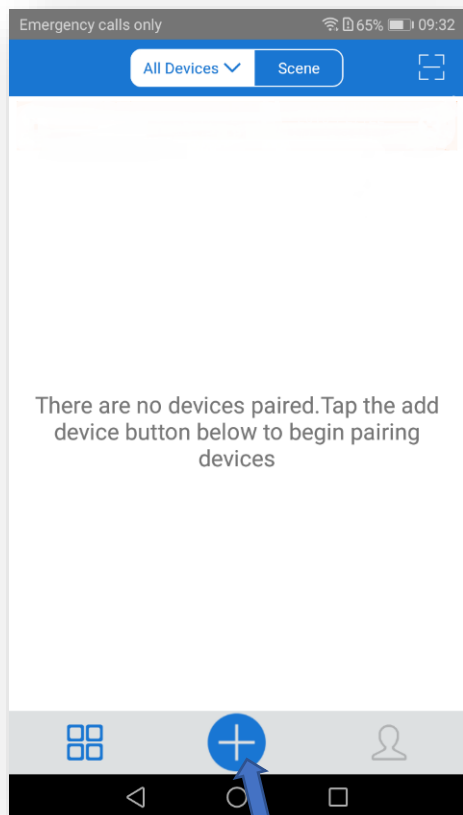 Emergency calls only 65% 09:32
All Devices Scene
There are no devices paired.Tap the add
device button below to begin pairing
devices